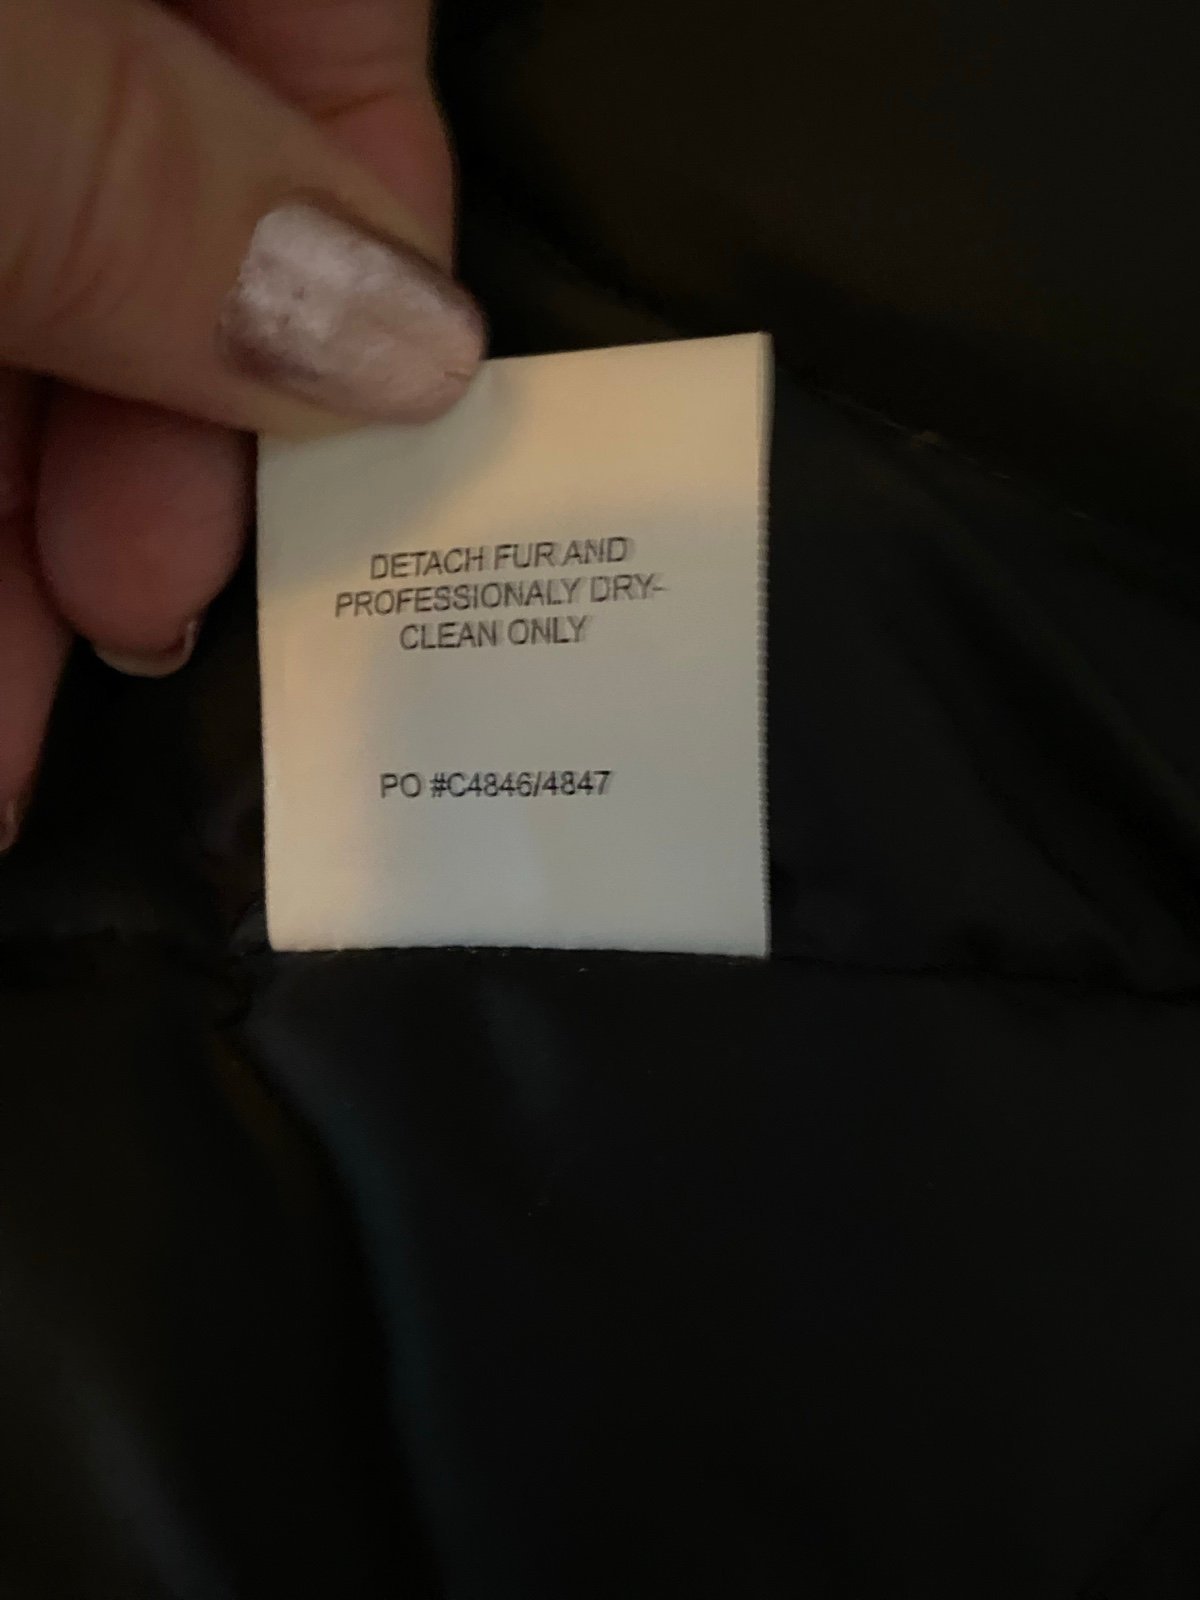 DETACH FUR AND
PROFESSIONALY DRY-
CLEAN ONLY
PO #C4846/4847